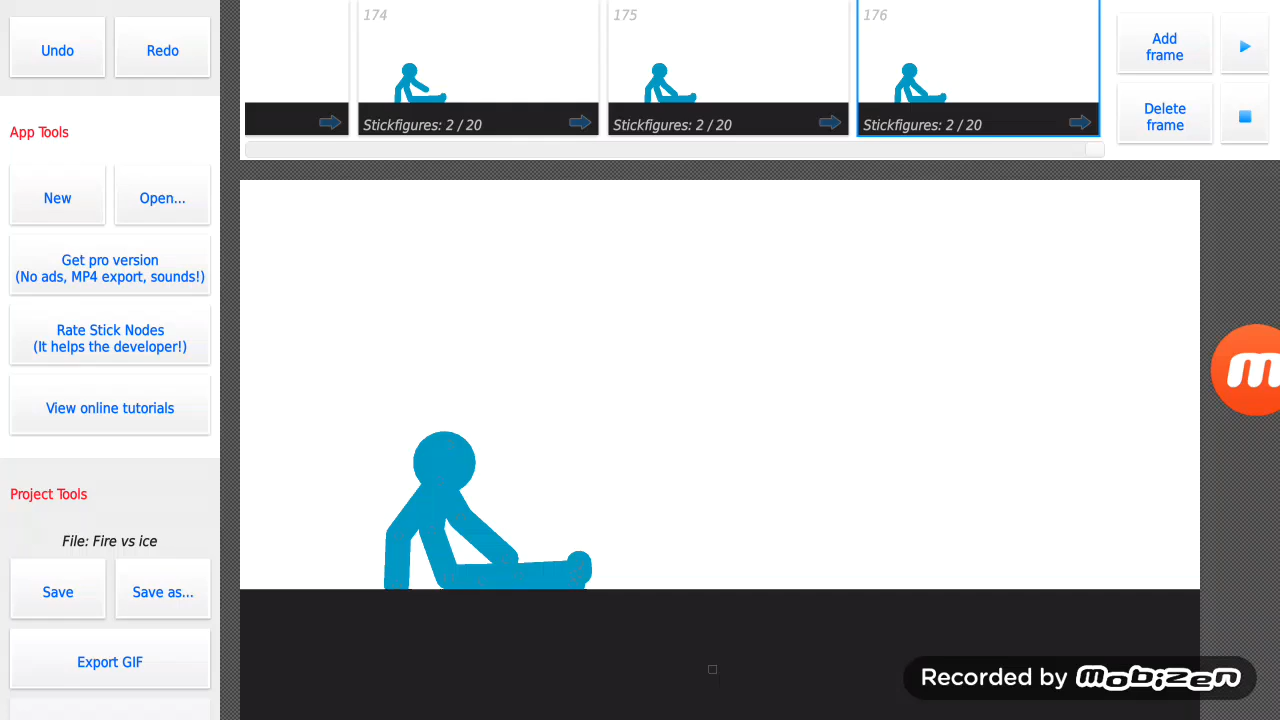 Undo
Redo
App Tools
New
Open...
Get pro version
(No ads, MP4 export, sounds!)
Rate Stick Nodes
(It helps the developer!)
View online tutorials
Project Tools
File: Fire vs ice
Save
Save as...
Export GIF
174
Stickfigures: 2 / 20
175
Stickfigures: 2 / 20
176
Stickfigures: 2 / 20
Add
frame
Delete
frame
m
Recorded by mobizen